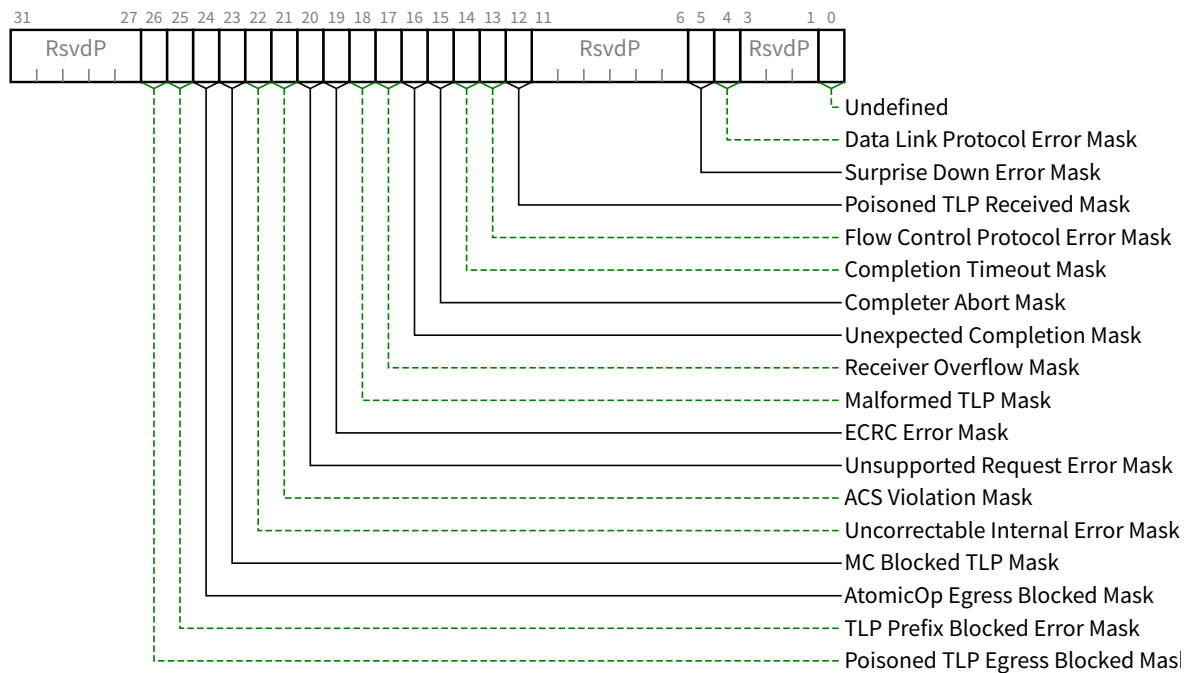 31 27 26 25 24 23 22 21 20 19 18 17 16 15 14 13 12 11 6 5 4 3 1 0
RsvdP RsvdP RsvdP
Undefined
Data Link Protocol Error Mask
Surprise Down Error Mask
Poisoned TLP Received Mask
Flow Control Protocol Error Mask
Completion Timeout Mask
Completer Abort Mask
Unexpected Completion Mask
Receiver Overflow Mask
Malformed TLP Mask
ECRC Error Mask
Unsupported Request Error Mask
ACS Violation Mask
Uncorrectable Internal Error Mask
MC Blocked TLP Mask
AtomicOp Egress Blocked Mask
TLP Prefix Blocked Error Mask
Poisoned TLP Egress Blocked Mask